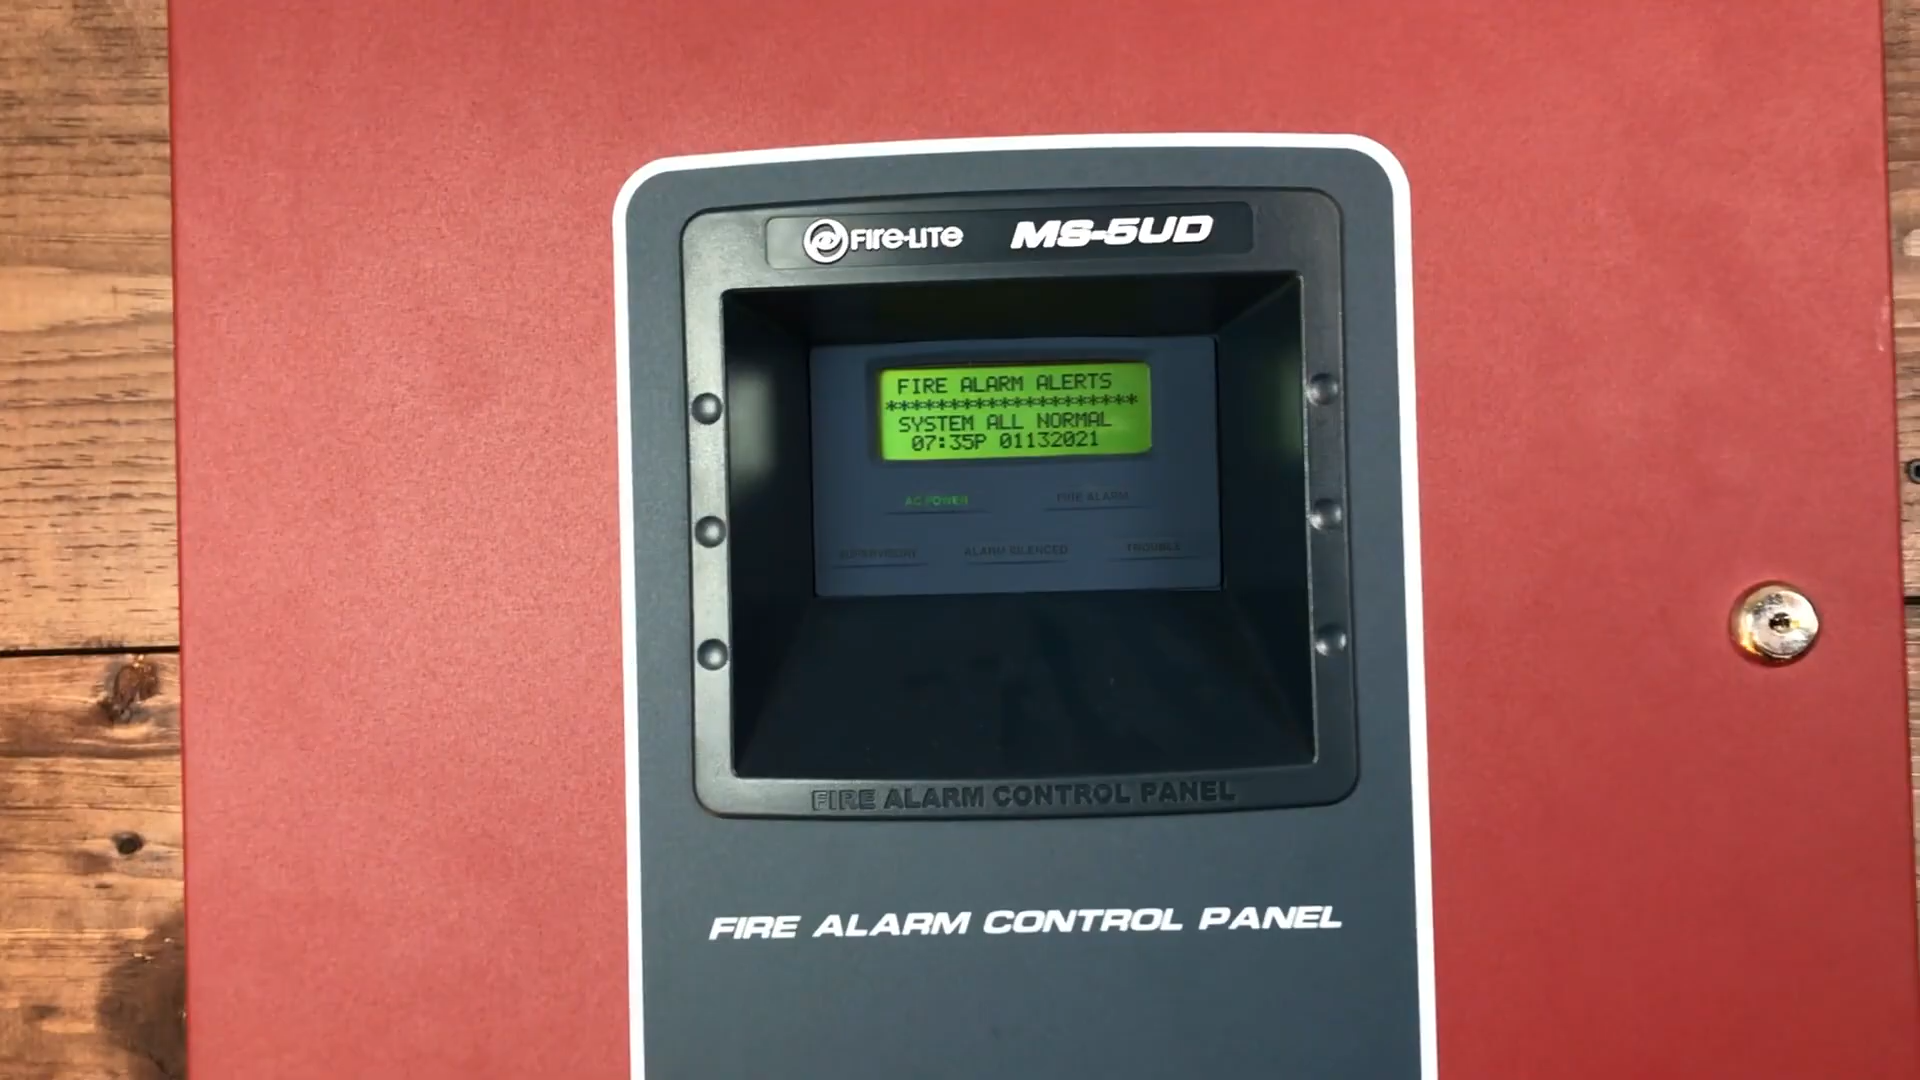 FIRE-LITE MS-5UD
FIRE ALARM ALERTS
********************
SYSTEM ALL NORMAL
07:35P 01132021
AC POWER FIRE ALARM
SUPERVISORY ALARM SILENCED TROUBLE
FIRE ALARM CONTROL PANEL
FIRE ALARM CONTROL PANEL